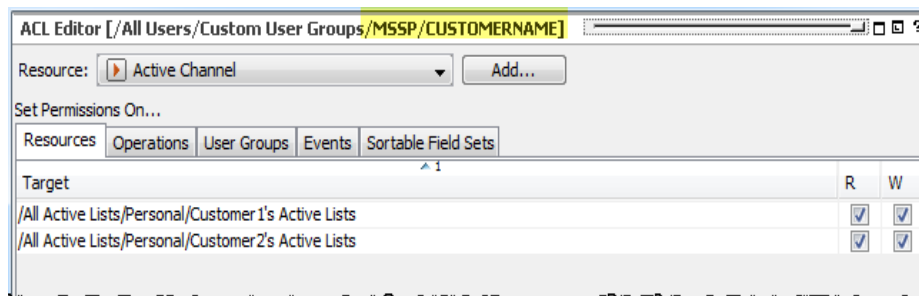 ACL Editor [/All Users/Custom User Groups/MSSP/CUSTOMERNAME]
Resource: Active Channel Add...
Set Permissions On...
Resources Operations User Groups Events Sortable Field Sets
1
Target R W
/All Active Lists/Personal/Customer1's Active Lists
/All Active Lists/Personal/Customer2's Active Lists